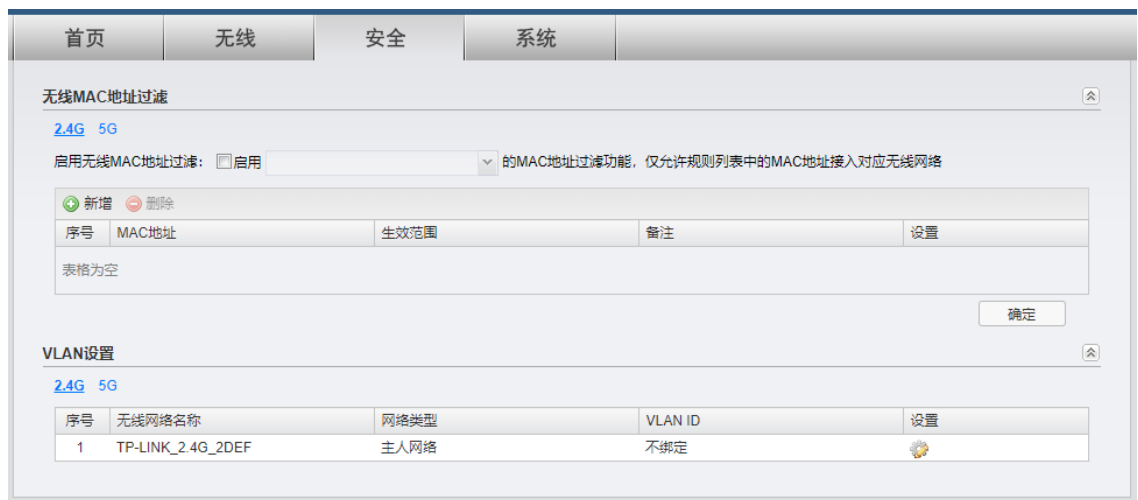 首页 无线 安全 系统
无线MAC地址过滤
2.4G 5G
启用无线MAC地址过滤： 启用 的MAC地址过滤功能，仅允许规则列表中的MAC地址接入对应无线网络
新增 删除
序号 MAC地址 生效范围 备注 设置
表格为空
确定
VLAN设置
2.4G 5G
序号 无线网络名称 网络类型 VLAN ID 设置
1 TP-LINK_2.4G_2DEF 主人网络 不绑定